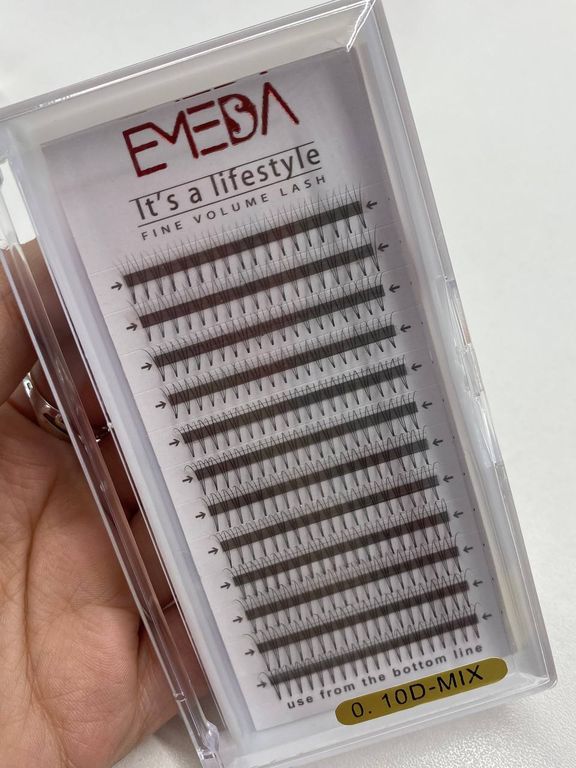 EMEDA
It's a lifestyle
FINE VOLUME LASH
use from the bottom line
0. 10D-MIX